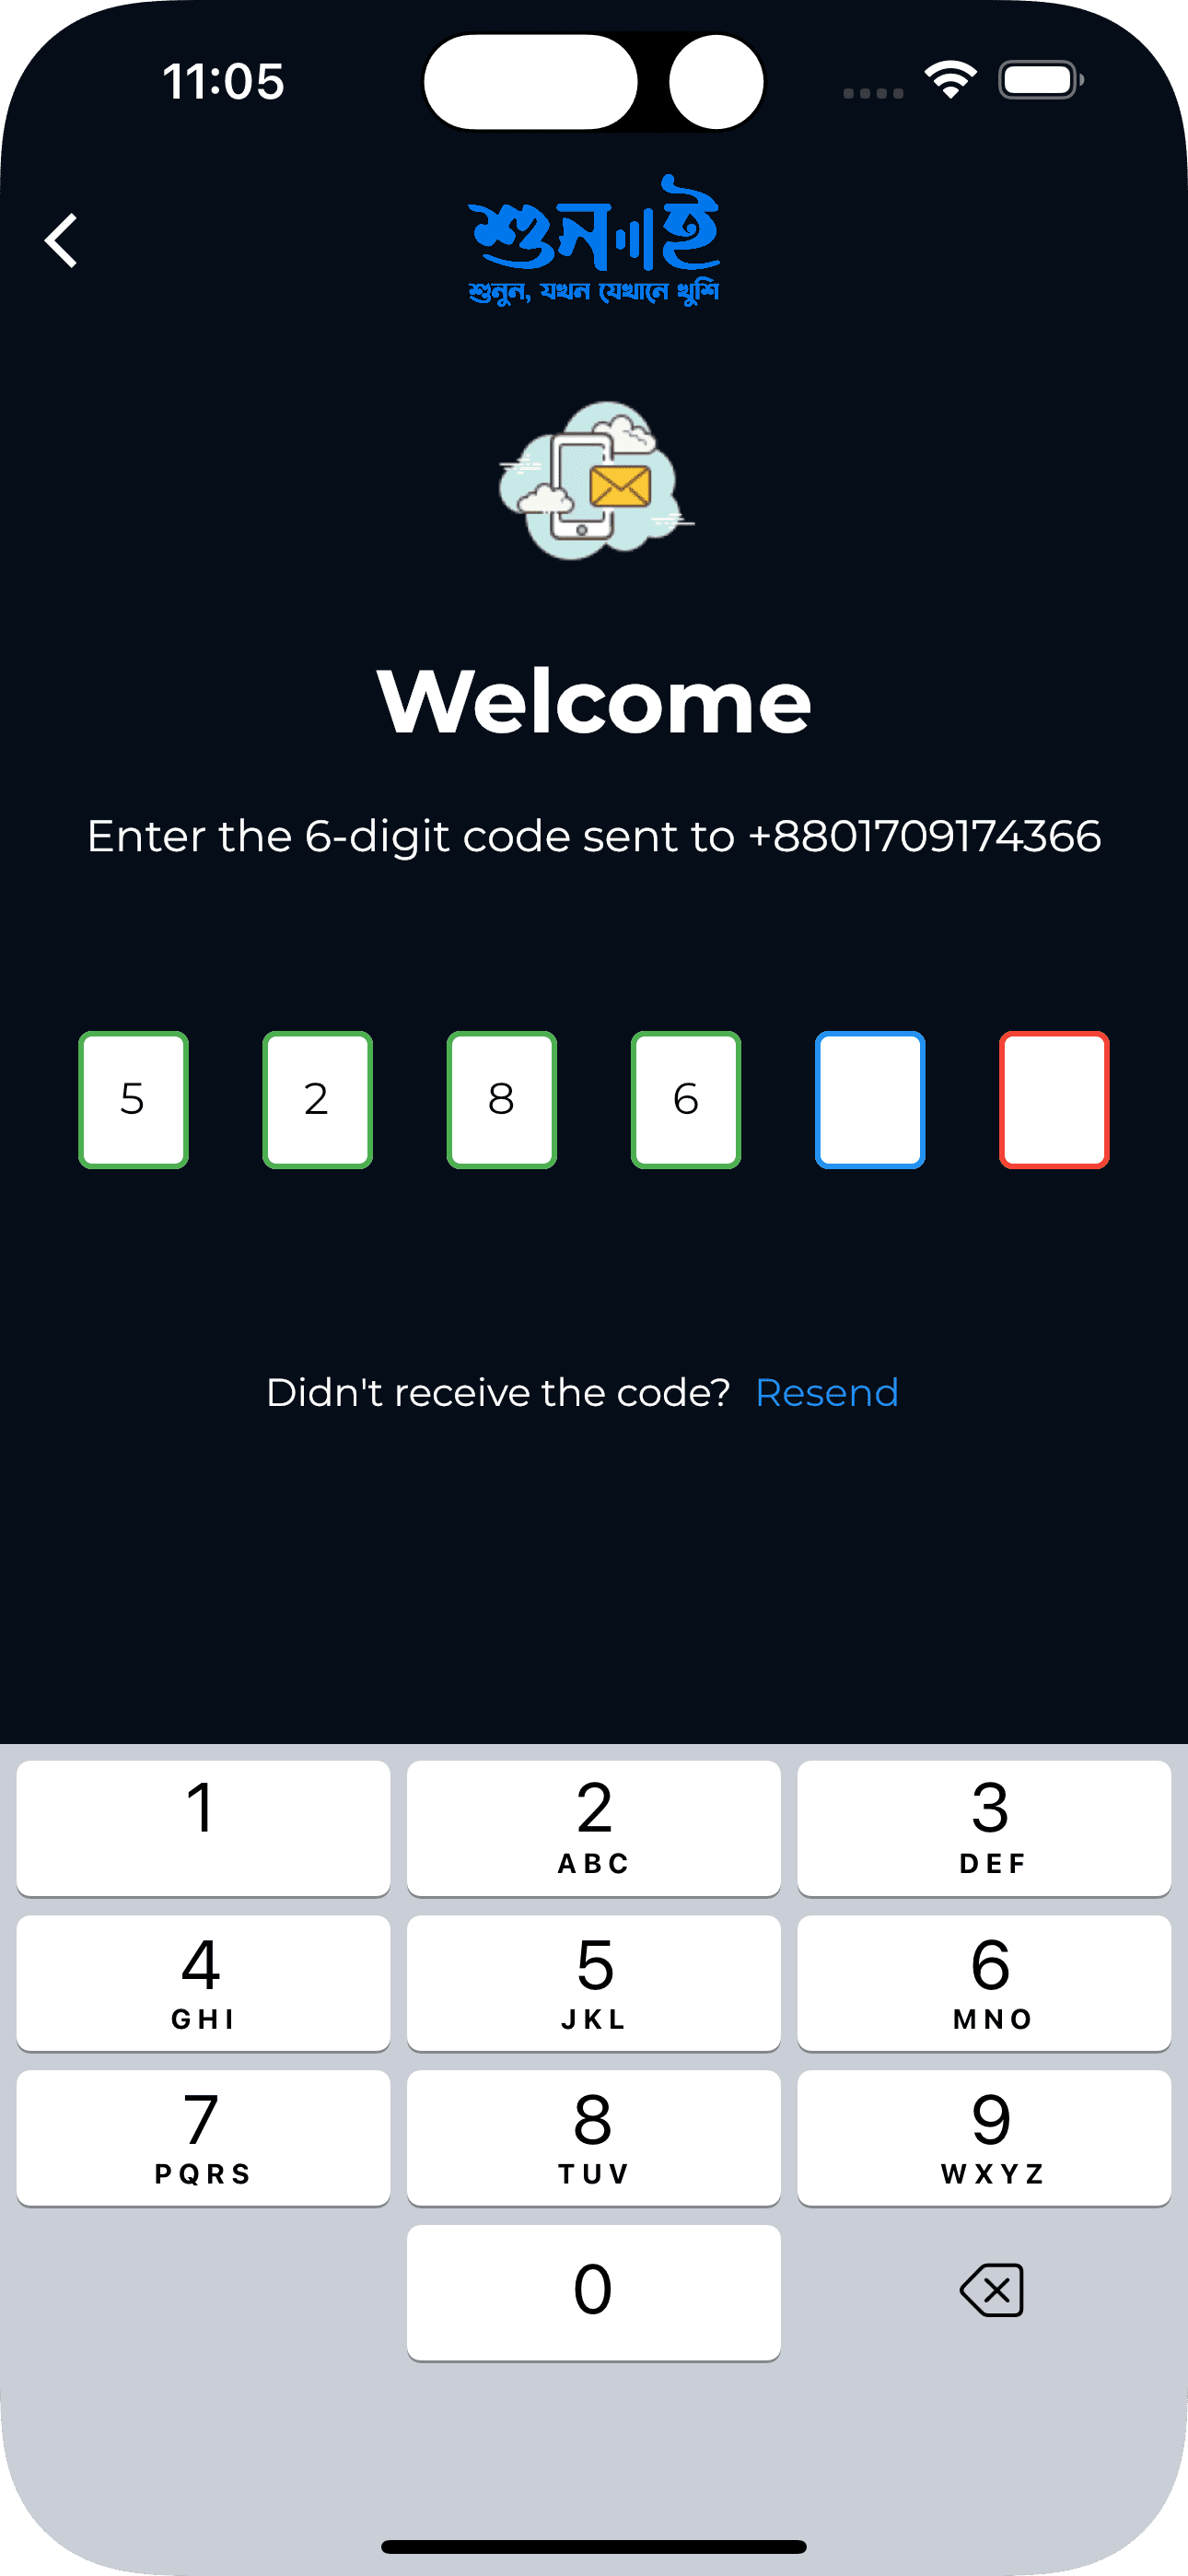 11:05
শুনাই
শুনুন, যখন যেখানে খুশি
Welcome
Enter the 6-digit code sent to +8801709174366
5 2 8 6
Didn't receive the code? Resend
1 2 3
ABC DEF
4 5 6
GHI JKL MNO
7 8 9
PQRS TUV WXYZ
0